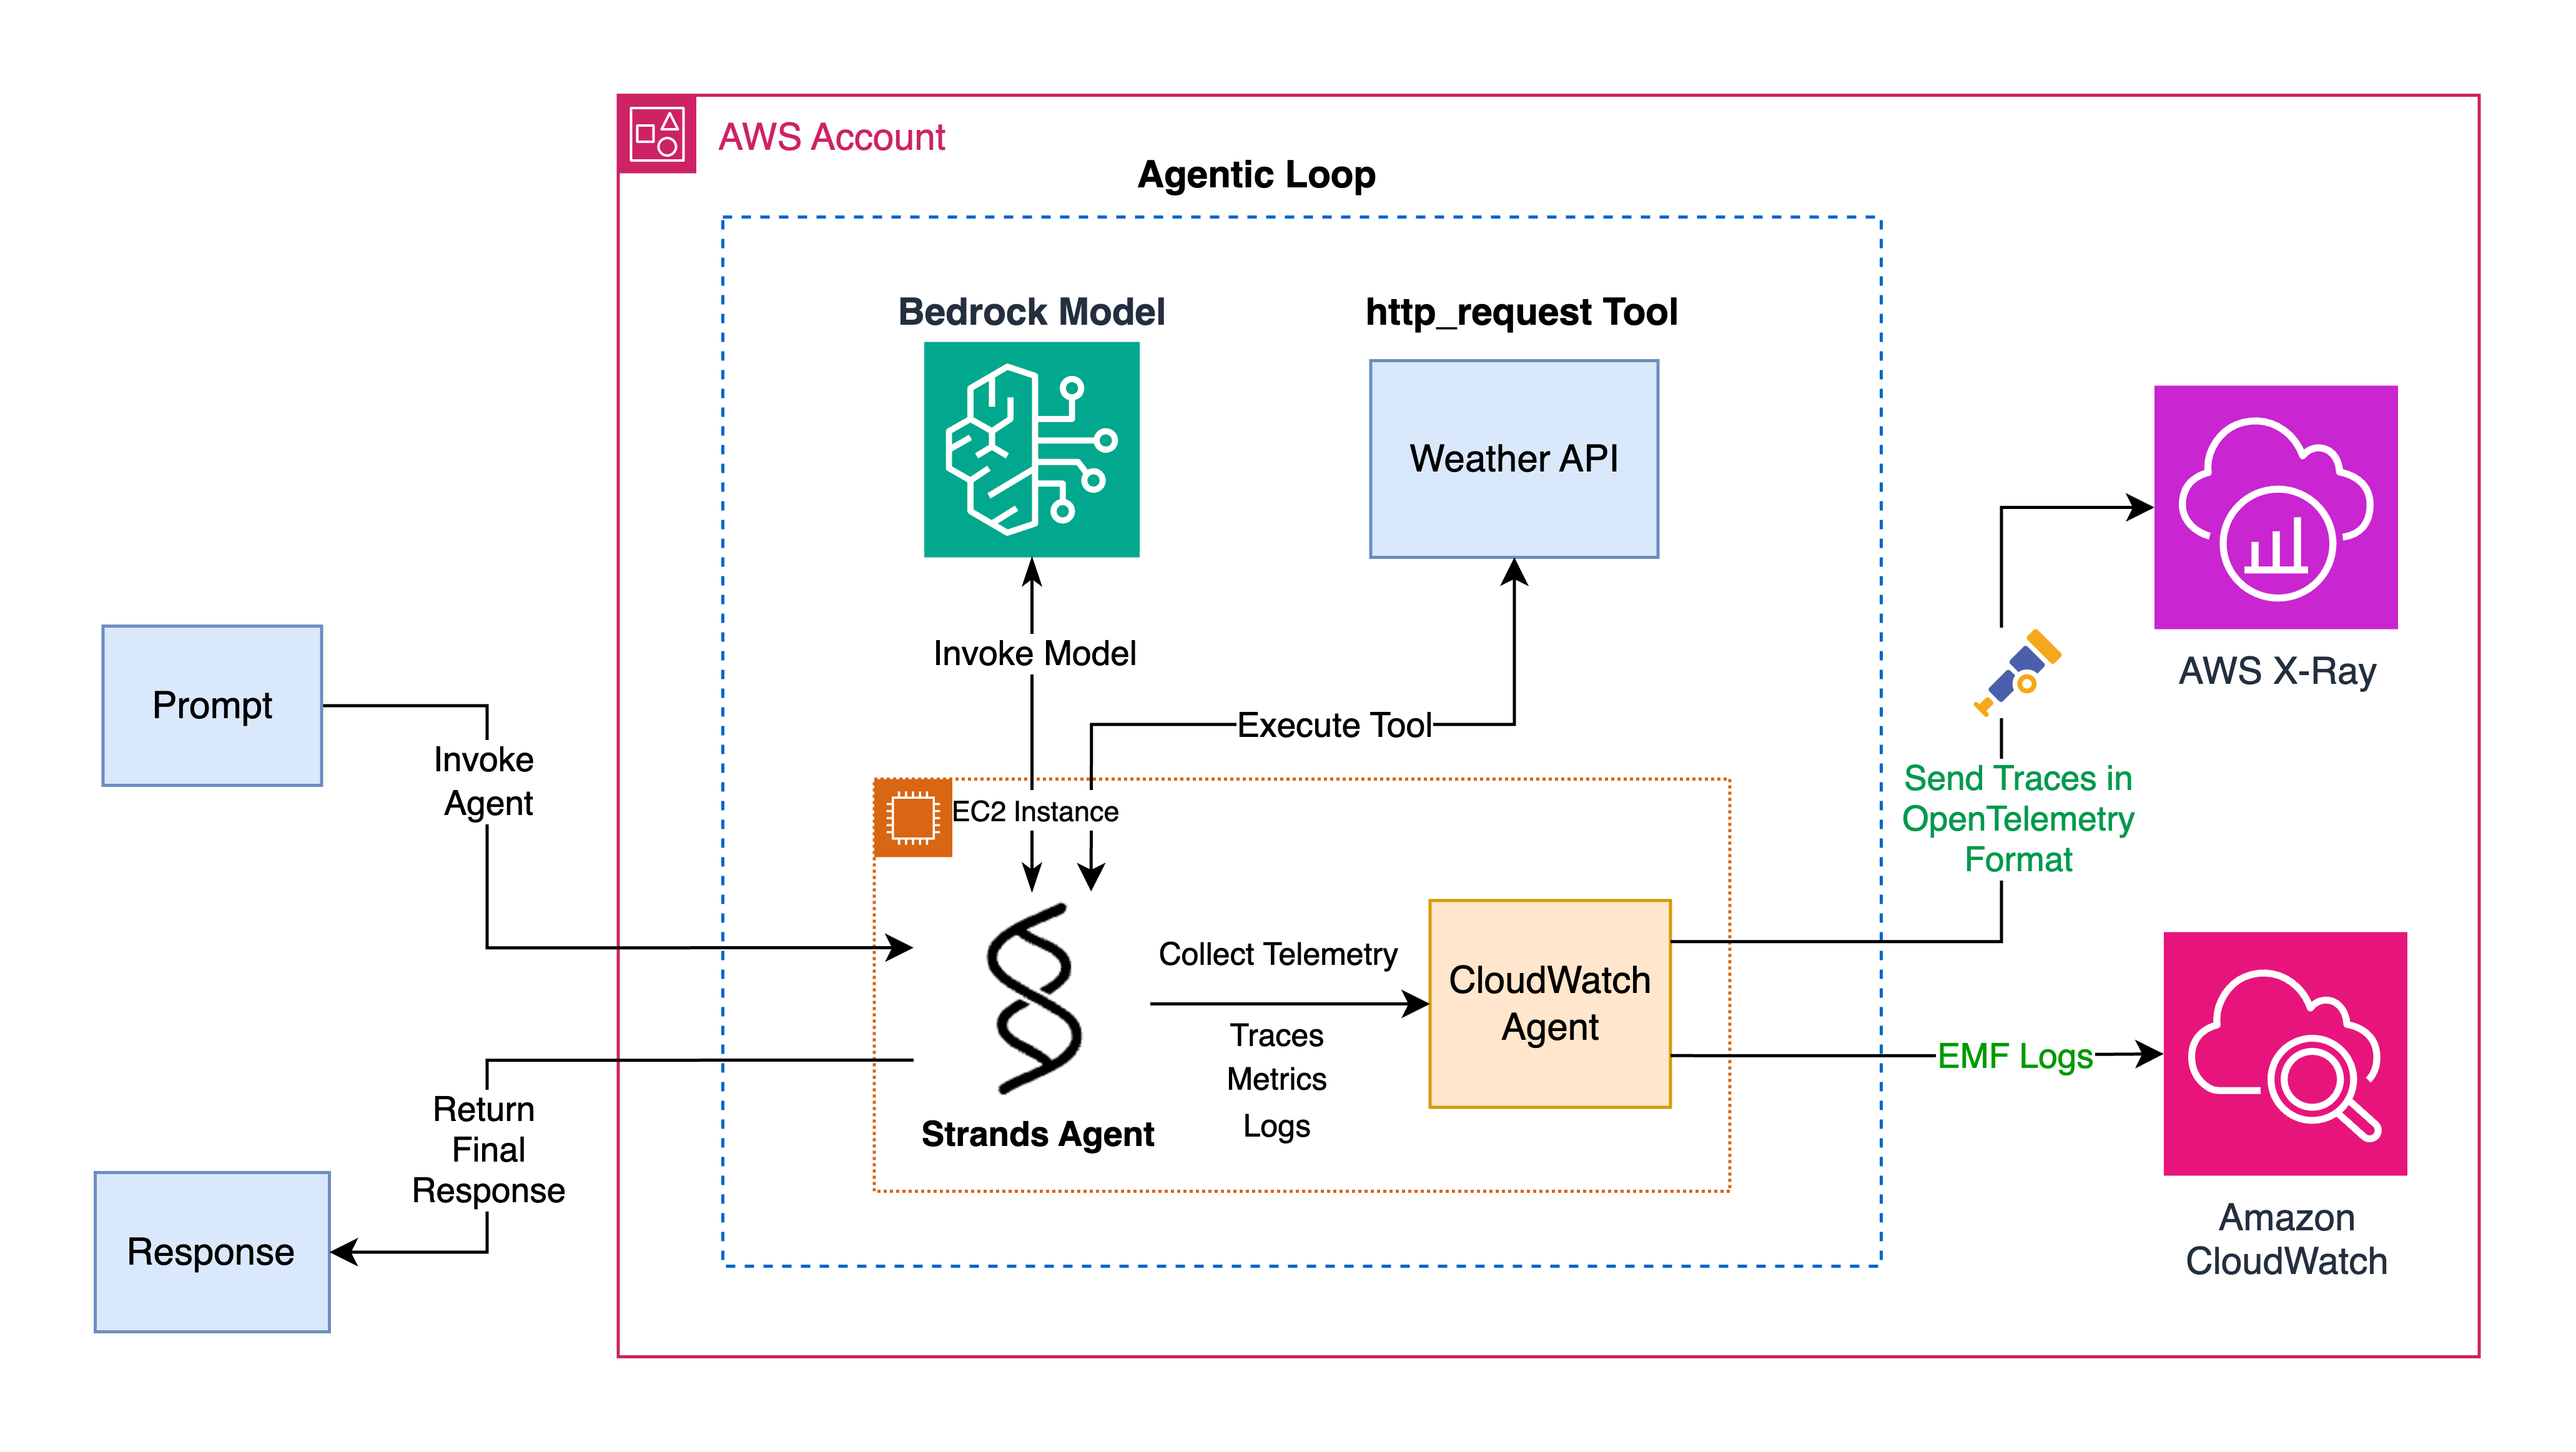 AWS Account
Agentic Loop
Bedrock Model
http_request Tool
Weather API
Invoke Model
Execute Tool
Prompt
Invoke
Agent
EC2 Instance
AWS X-Ray
Send Traces in
OpenTelemetry
Format
Collect Telemetry
Traces
Metrics
Logs
CloudWatch
Agent
EMF Logs
Strands Agent
Return
Final
Response
Response
Amazon
CloudWatch